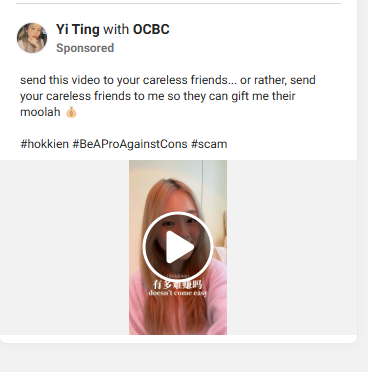 Yi Ting with OCBC
Sponsored
send this video to your careless friends... or rather, send
your careless friends to me so they can gift me their
moolah 👌🏻
#hokkien #BeAProAgainstCons #scam
(hokkien)
有多难赚吗
doesn't come easy